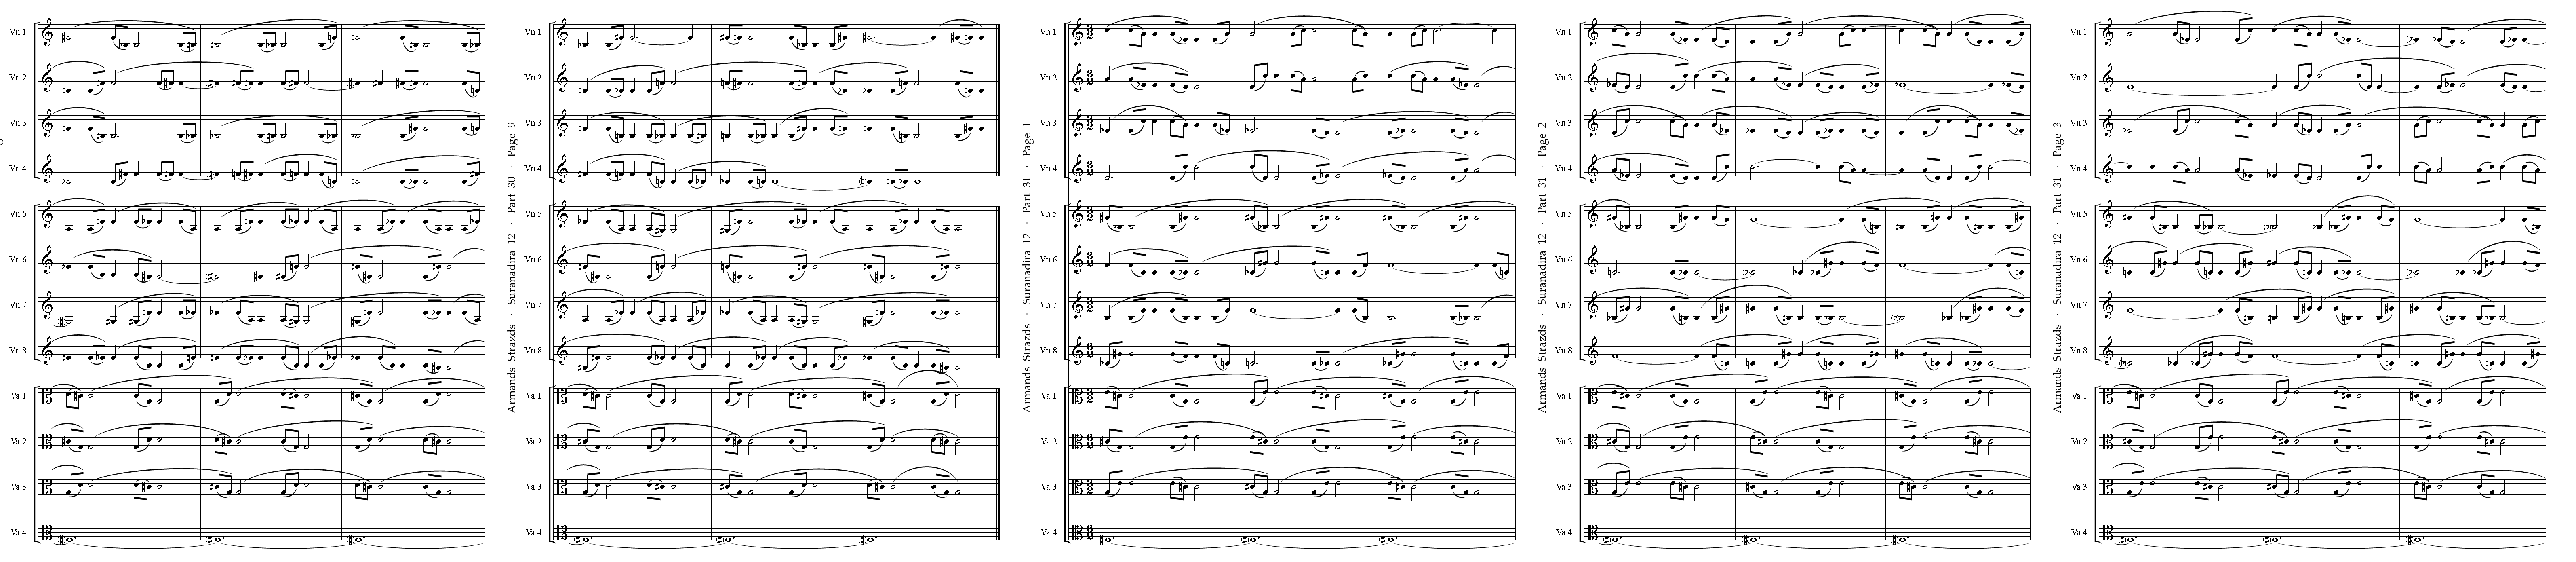 Vn 1
Vn 2
Vn 3
Vn 4
Vn 5
Vn 6
Vn 7
Vn 8
Va 1
Va 2
Va 3
Va 4
Armands Strazds · Suranadira 12 · Part 30 · Page 9
Vn 1
Vn 2
Vn 3
Vn 4
Vn 5
Vn 6
Vn 7
Vn 8
Va 1
Va 2
Va 3
Va 4
Armands Strazds · Suranadira 12 · Part 31 · Page 1
Vn 1
Vn 2
Vn 3
Vn 4
Vn 5
Vn 6
Vn 7
Vn 8
Va 1
Va 2
Va 3
Va 4
Armands Strazds · Suranadira 12 · Part 31 · Page 2
Vn 1
Vn 2
Vn 3
Vn 4
Vn 5
Vn 6
Vn 7
Vn 8
Va 1
Va 2
Va 3
Va 4
Armands Strazds · Suranadira 12 · Part 31 · Page 3
Vn 1
Vn 2
Vn 3
Vn 4
Vn 5
Vn 6
Vn 7
Vn 8
Va 1
Va 2
Va 3
Va 4